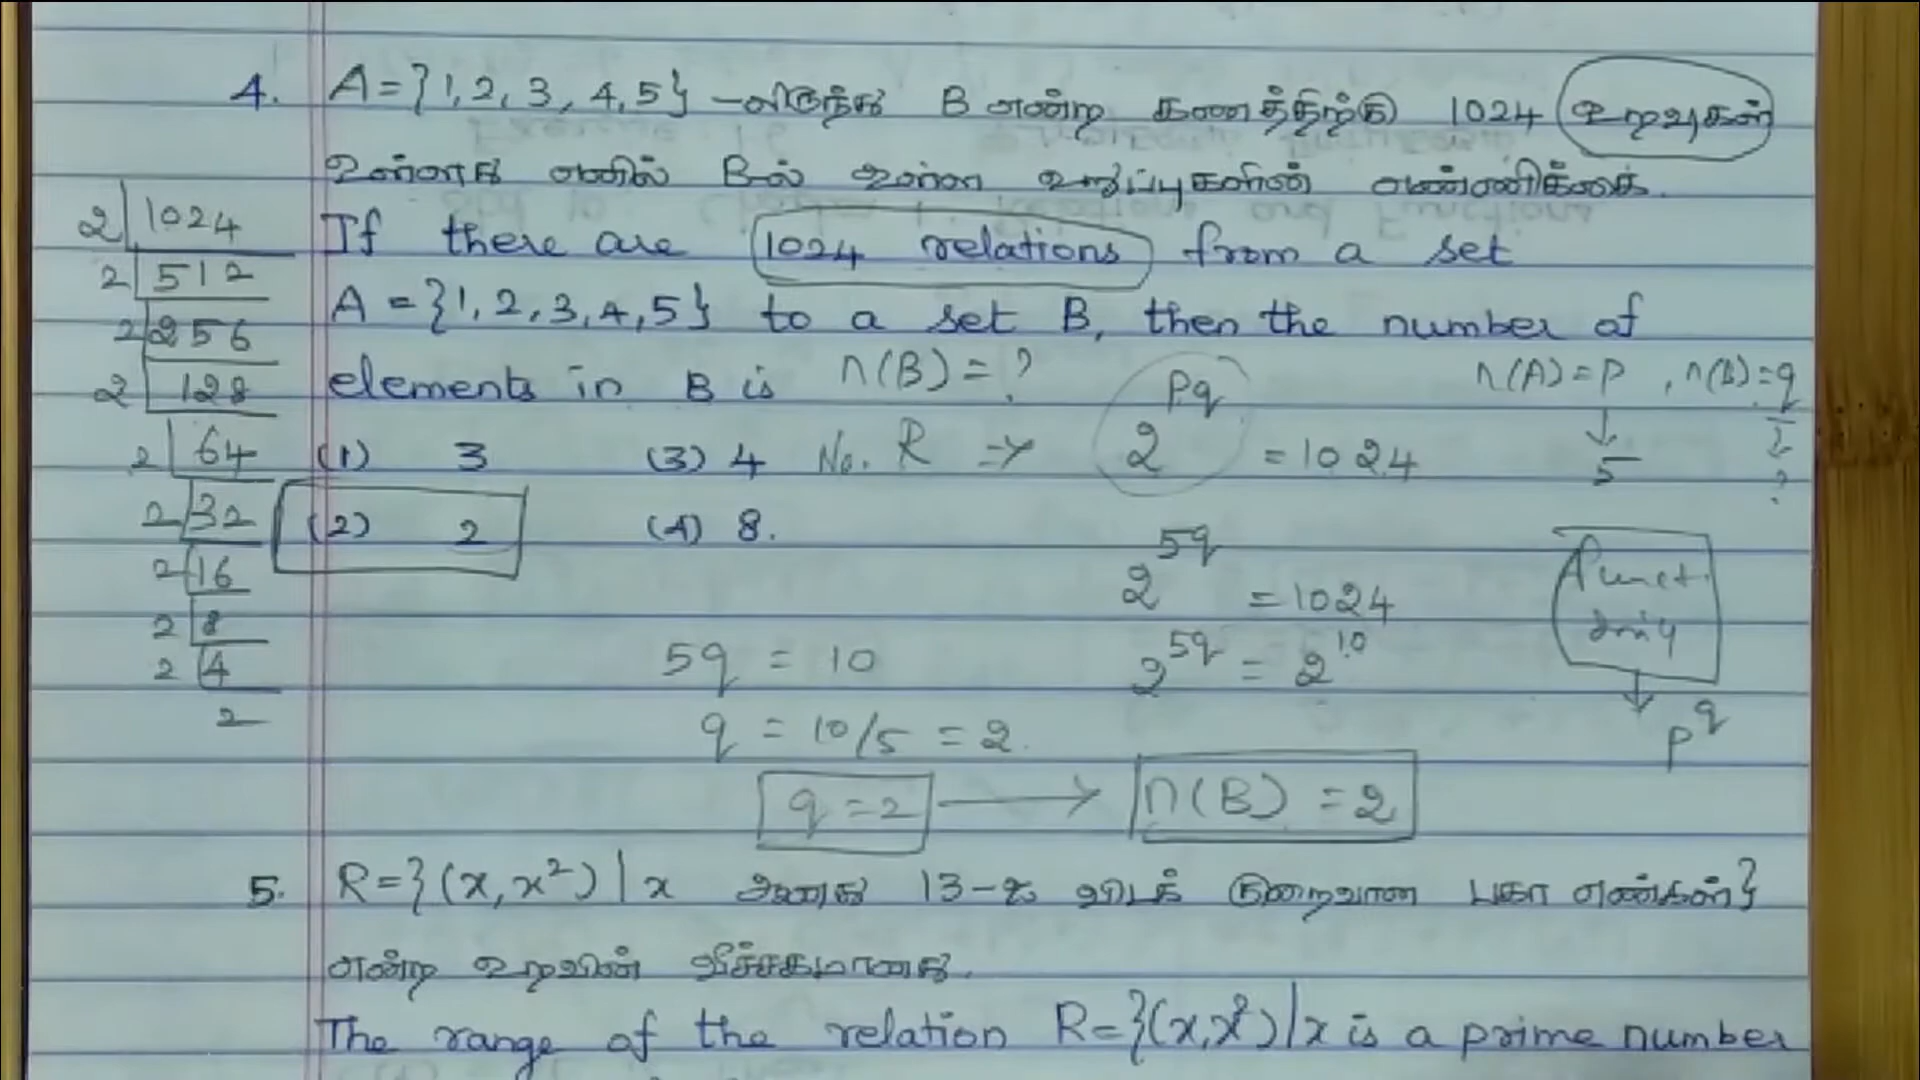 4. A = {1, 2, 3, 4, 5} -லிருந்து B என்ற கணத்திற்கு 1024 உறவுகள்
உள்ளது எனில் B-ல் உள்ள உறுப்புகளின் எண்ணிக்கை.
If there are 1024 relations from a set
A = {1, 2, 3, 4, 5} to a set B, then the number of
elements in B is n(B) = ? n(A) = p, n(B) = q
(1) 3 (3) 4 No. R ⇒ 2^pq = 1024 5 ?
(2) 2 (4) 8.
2^5q = 1024
5q = 10 2^5q = 2^10
q = 10/5 = 2 p^q
q = 2 → n(B) = 2
2 | 1024
2 | 512
2 | 256
2 | 128
2 | 64
2 | 32
2 | 16
2 | 8
2 | 4
2
5. R = {(x, x²) | x ஆனது 13-ஐ விடக் குறைவான பகா எண்கள்}
என்ற உறவின் வீச்சகமானது.
The range of the relation R = {(x, x²) | x is a prime number